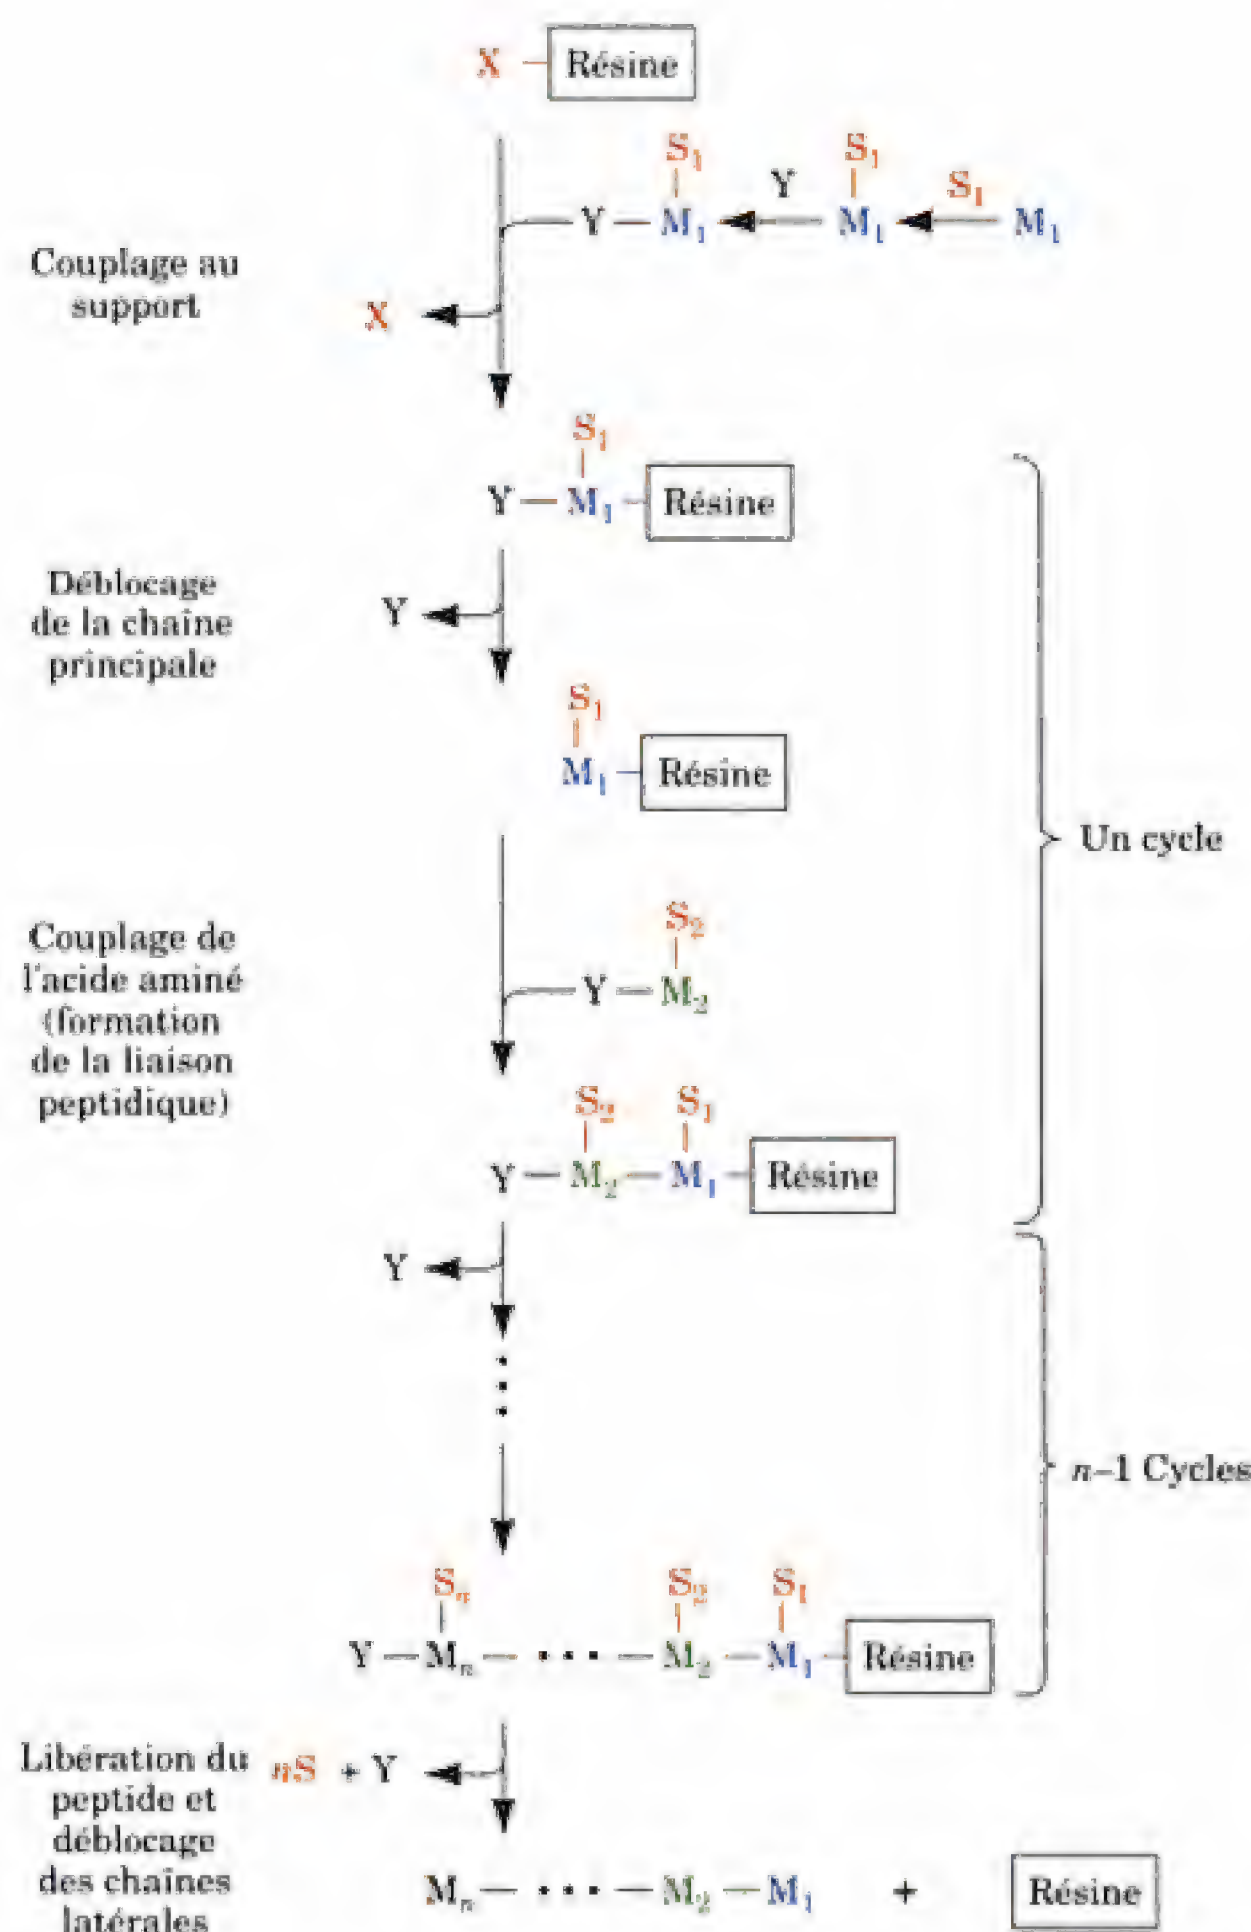 X — Résine
S₁ S₁
Y — M₁ Y M₁ S₁ M₁
Couplage au
support
X
S₁
Y — M₁ — Résine
Déblocage
de la chaîne
principale
Y
S₁
M₁ — Résine
Un cycle
Couplage de
l'acide aminé
(formation
de la liaison
peptidique)
S₂
Y — M₂
S₂ S₁
Y — M₂ — M₁ — Résine
Y
n–1 Cycles
Sₙ S₂ S₁
Y — Mₙ — ··· — M₂ — M₁ — Résine
Libération du
peptide et
déblocage
des chaînes
latérales
nS + Y
Mₙ — ··· — M₂ — M₁ + Résine